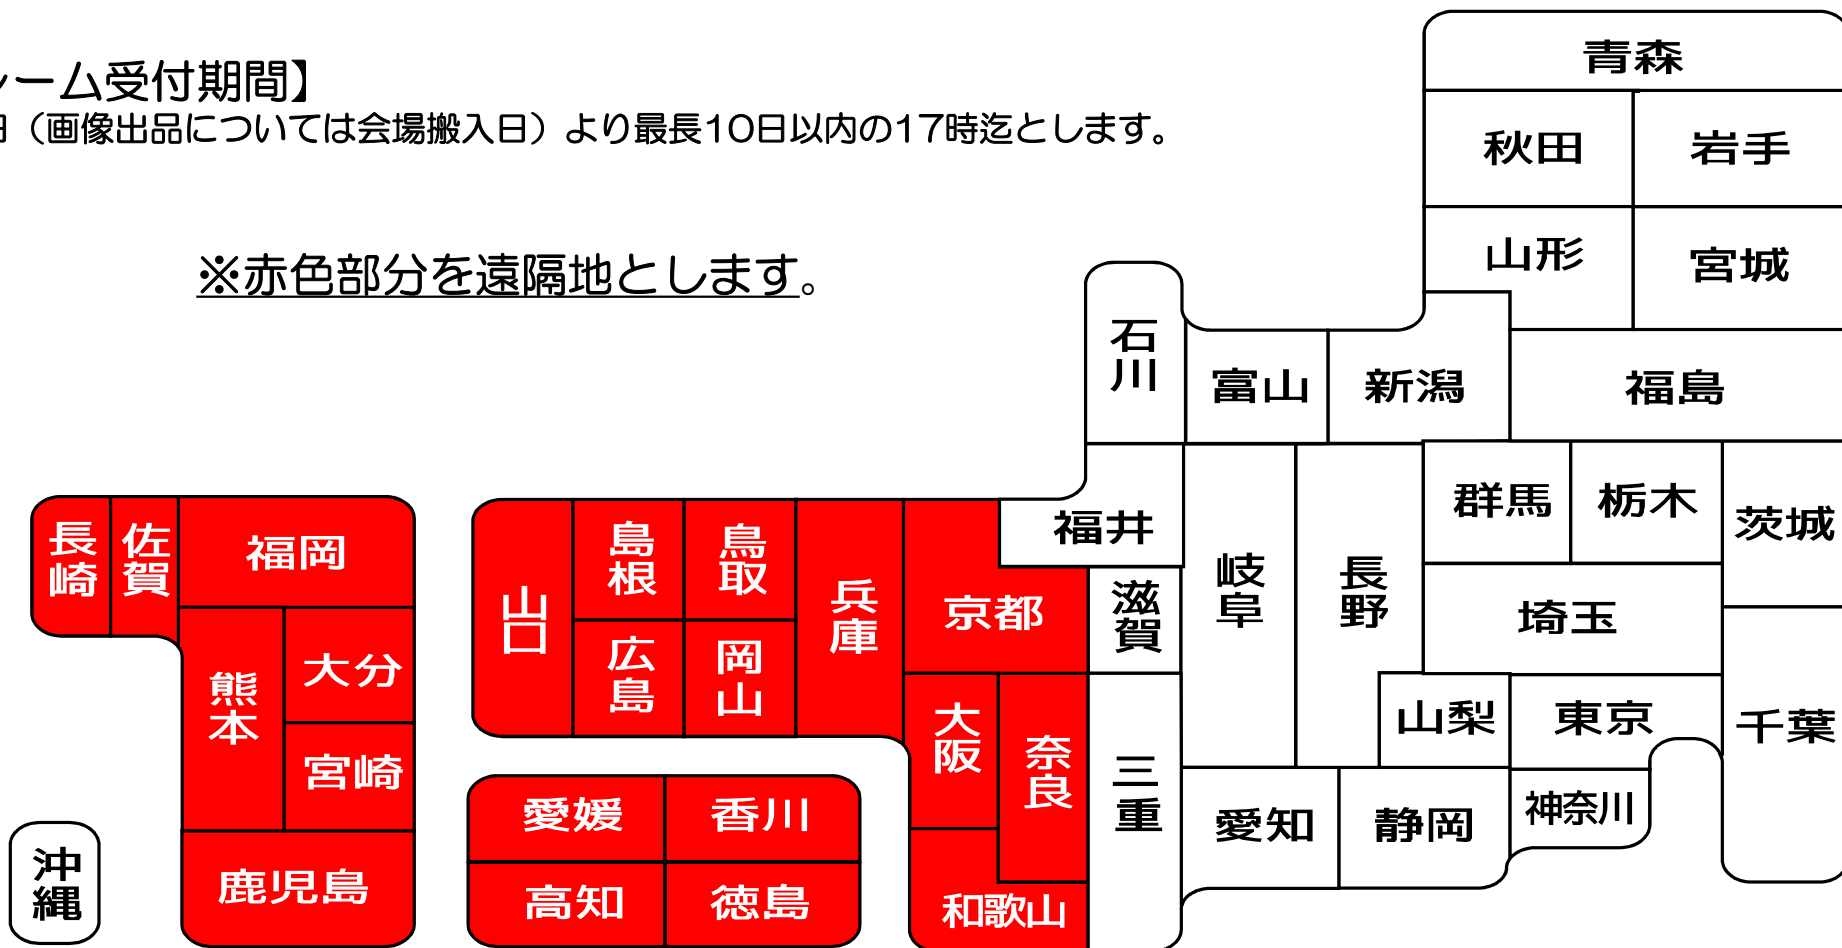 ーム受付期間】
（画像出品については会場搬入日）より最長10日以内の17時迄とします。
※赤色部分を遠隔地とします。
青森
秋田
岩手
山形
宮城
石川
富山
新潟
福島
福井
岐阜
長野
群馬
栃木
茨城
埼玉
千葉
山梨
東京
神奈川
滋賀
三重
愛知
静岡
長崎
佐賀
福岡
熊本
大分
宮崎
鹿児島
沖縄
山口
島根
鳥取
広島
岡山
兵庫
京都
大阪
奈良
和歌山
愛媛
香川
高知
徳島